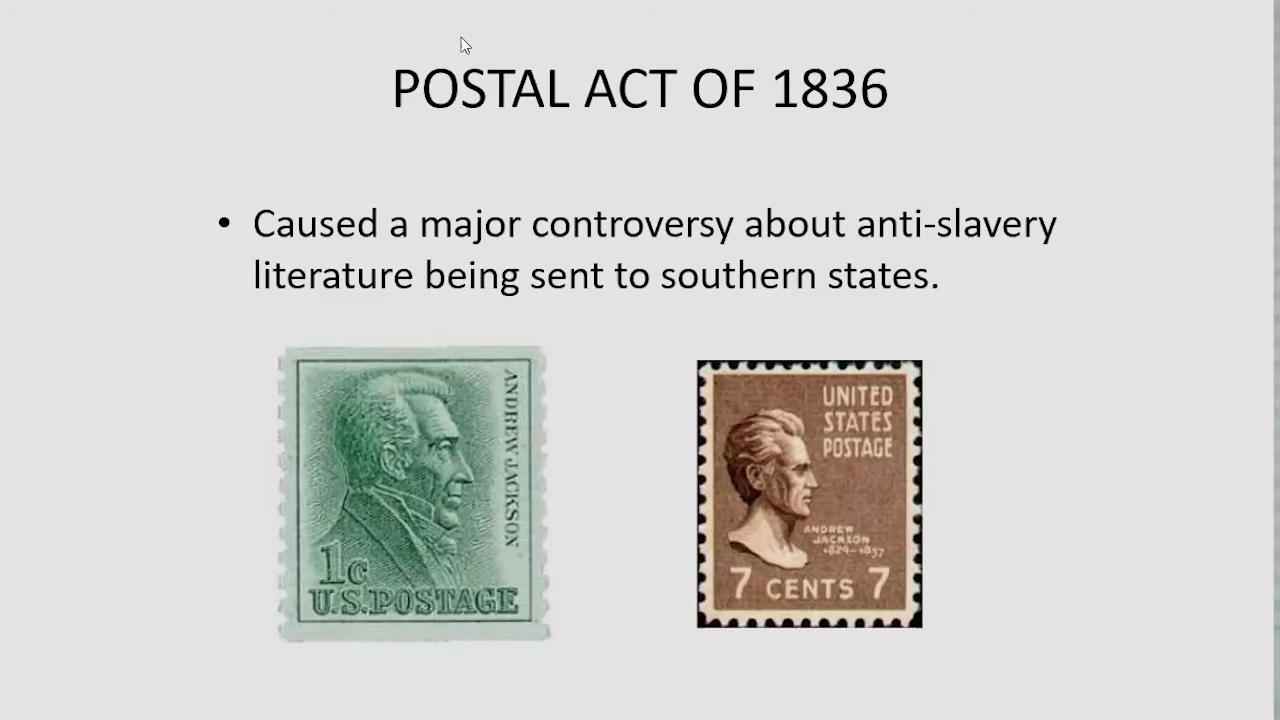 POSTAL ACT OF 1836
• Caused a major controversy about anti-slavery
literature being sent to southern states.
ANDREW JACKSON
1c
U.S.POSTAGE
UNITED
STATES
POSTAGE
ANDREW
JACKSON
1829-1837
7 CENTS 7